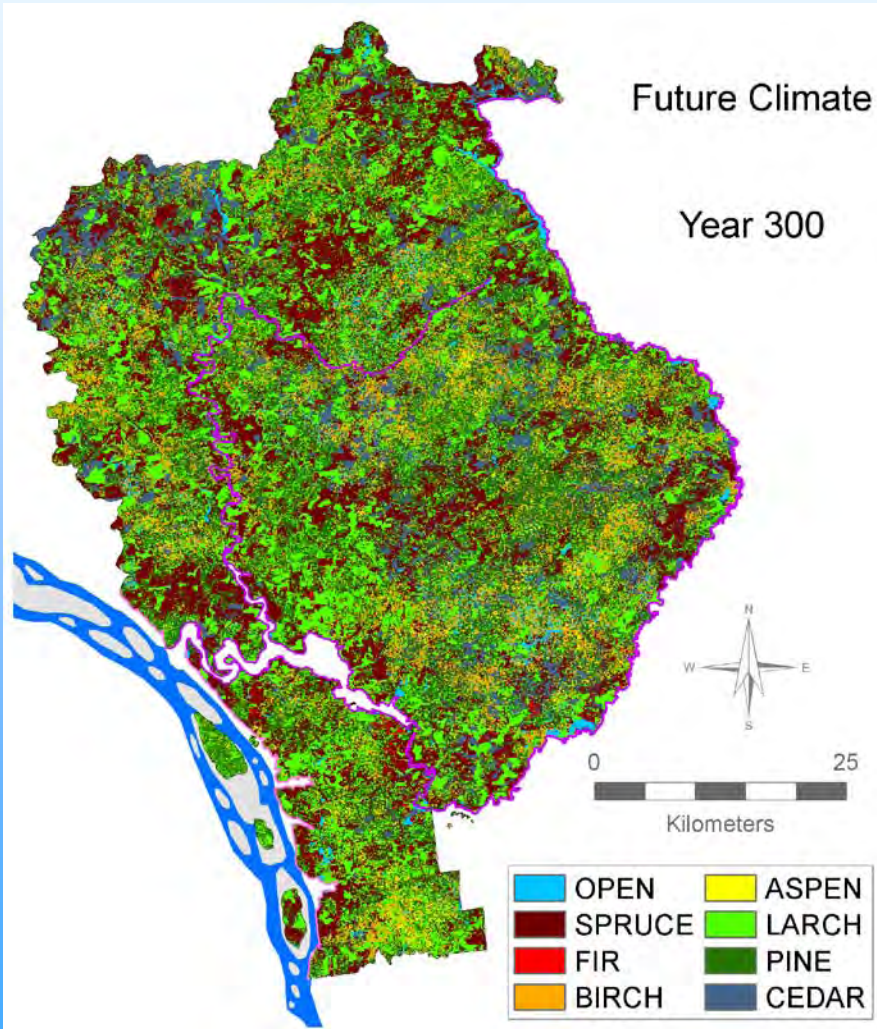 Future Climate
Year 300
N
W E
S
0 25
Kilometers
OPEN ASPEN
SPRUCE LARCH
FIR PINE
BIRCH CEDAR